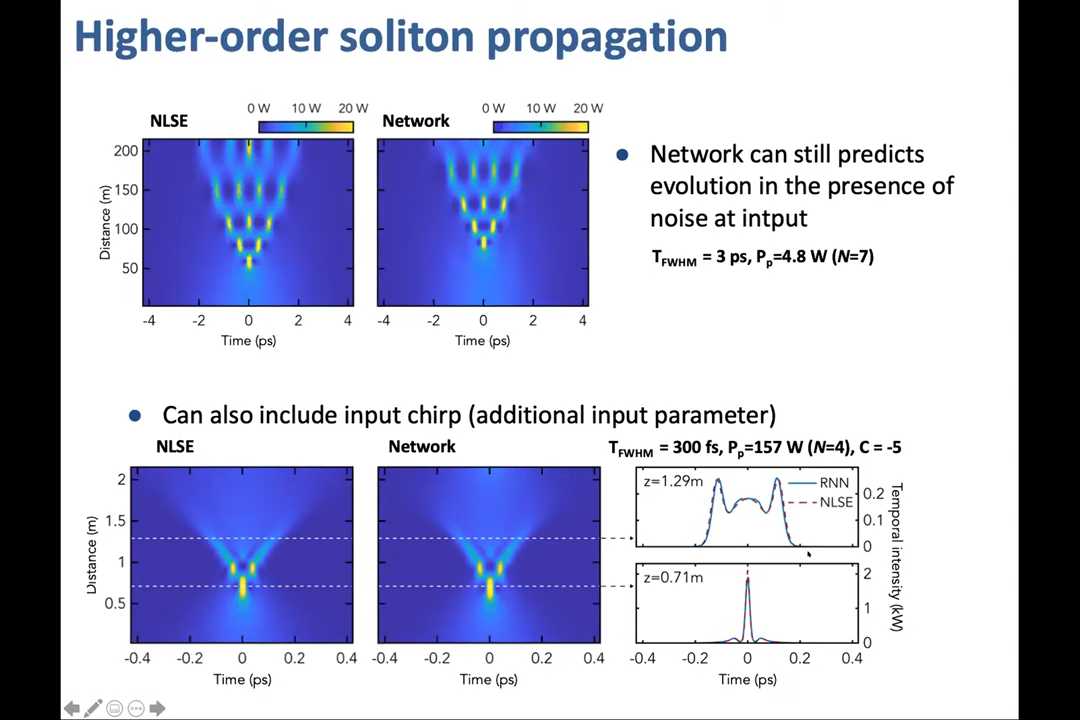 Higher-order soliton propagation
0 W 10 W 20 W
NLSE
200
150
100
50
Distance (m)
-4 -2 0 2 4
Time (ps)
0 W 10 W 20 W
Network
-4 -2 0 2 4
Time (ps)
• Network can still predicts
evolution in the presence of
noise at intput
TFWHM = 3 ps, Pp=4.8 W (N=7)
• Can also include input chirp (additional input parameter)
NLSE
2
1.5
1
0.5
Distance (m)
-0.4 -0.2 0 0.2 0.4
Time (ps)
Network
-0.4 -0.2 0 0.2 0.4
Time (ps)
TFWHM = 300 fs, Pp=157 W (N=4), C = -5
z=1.29m
RNN
NLSE
0.2
0.1
0
z=0.71m
2
1
0
Temporal intensity (kW)
-0.4 -0.2 0 0.2 0.4
Time (ps)